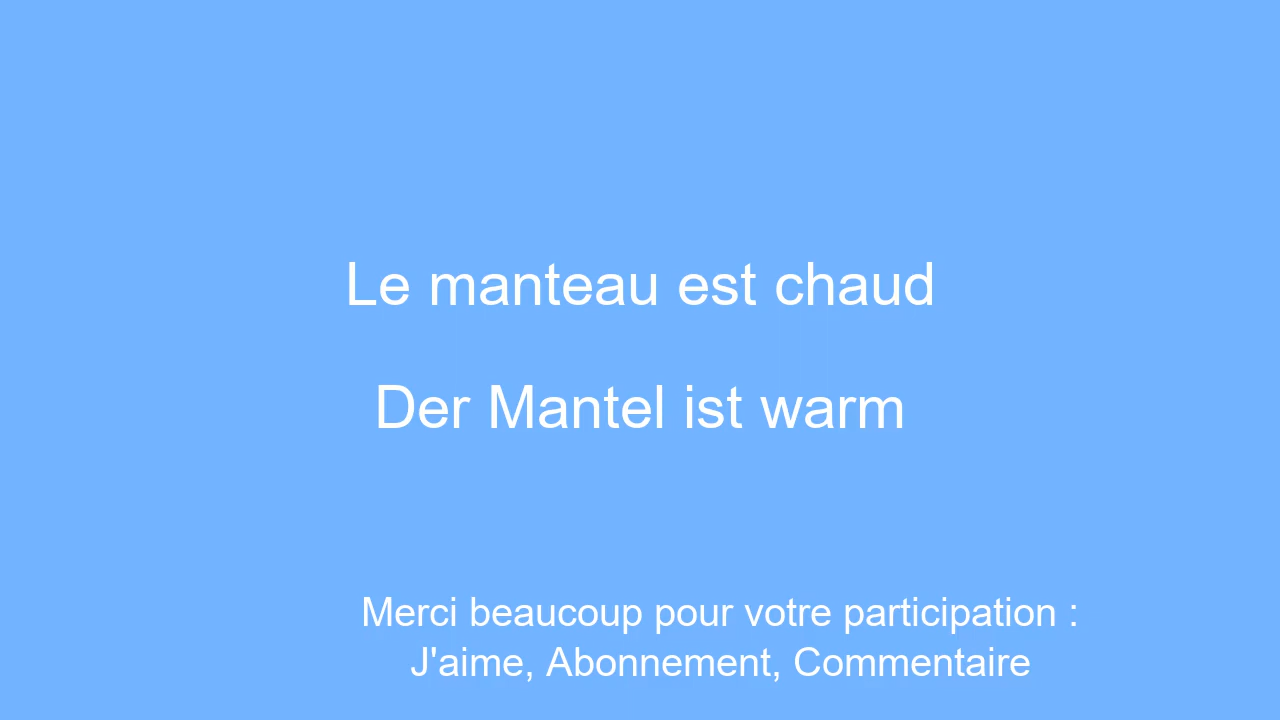 Le manteau est chaud
Der Mantel ist warm
Merci beaucoup pour votre participation :
J'aime, Abonnement, Commentaire